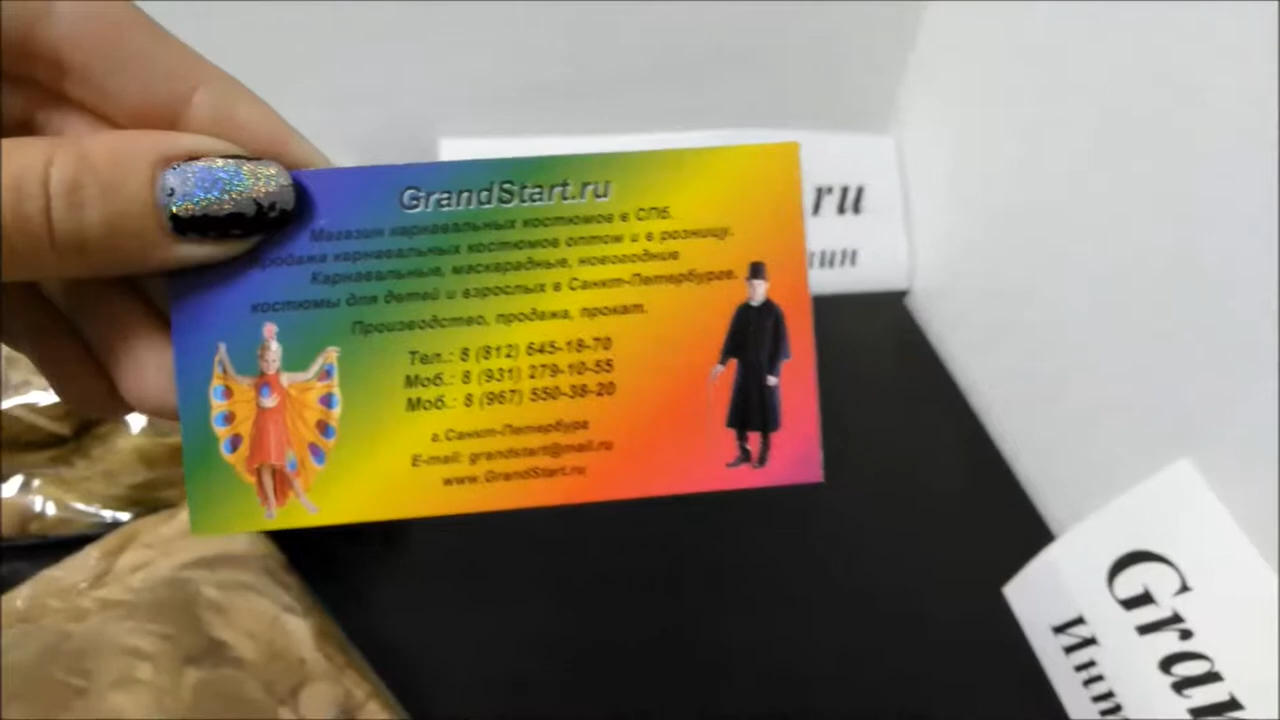 GrandStart.ru
Магазин карнавальных костюмов в СПб.
Продажа карнавальных костюмов оптом и в розницу.
Карнавальные, маскарадные, новогодние
костюмы для детей и взрослых в Санкт-Петербурге.
Производство, продажа, прокат.
Тел.: 8 (812) 645-18-70
Моб.: 8 (931) 279-10-55
Моб.: 8 (967) 550-38-20
г.Санкт-Петербург
E-mail: grandstart@mail.ru
www.GrandStart.ru
ru
Gran
Инт